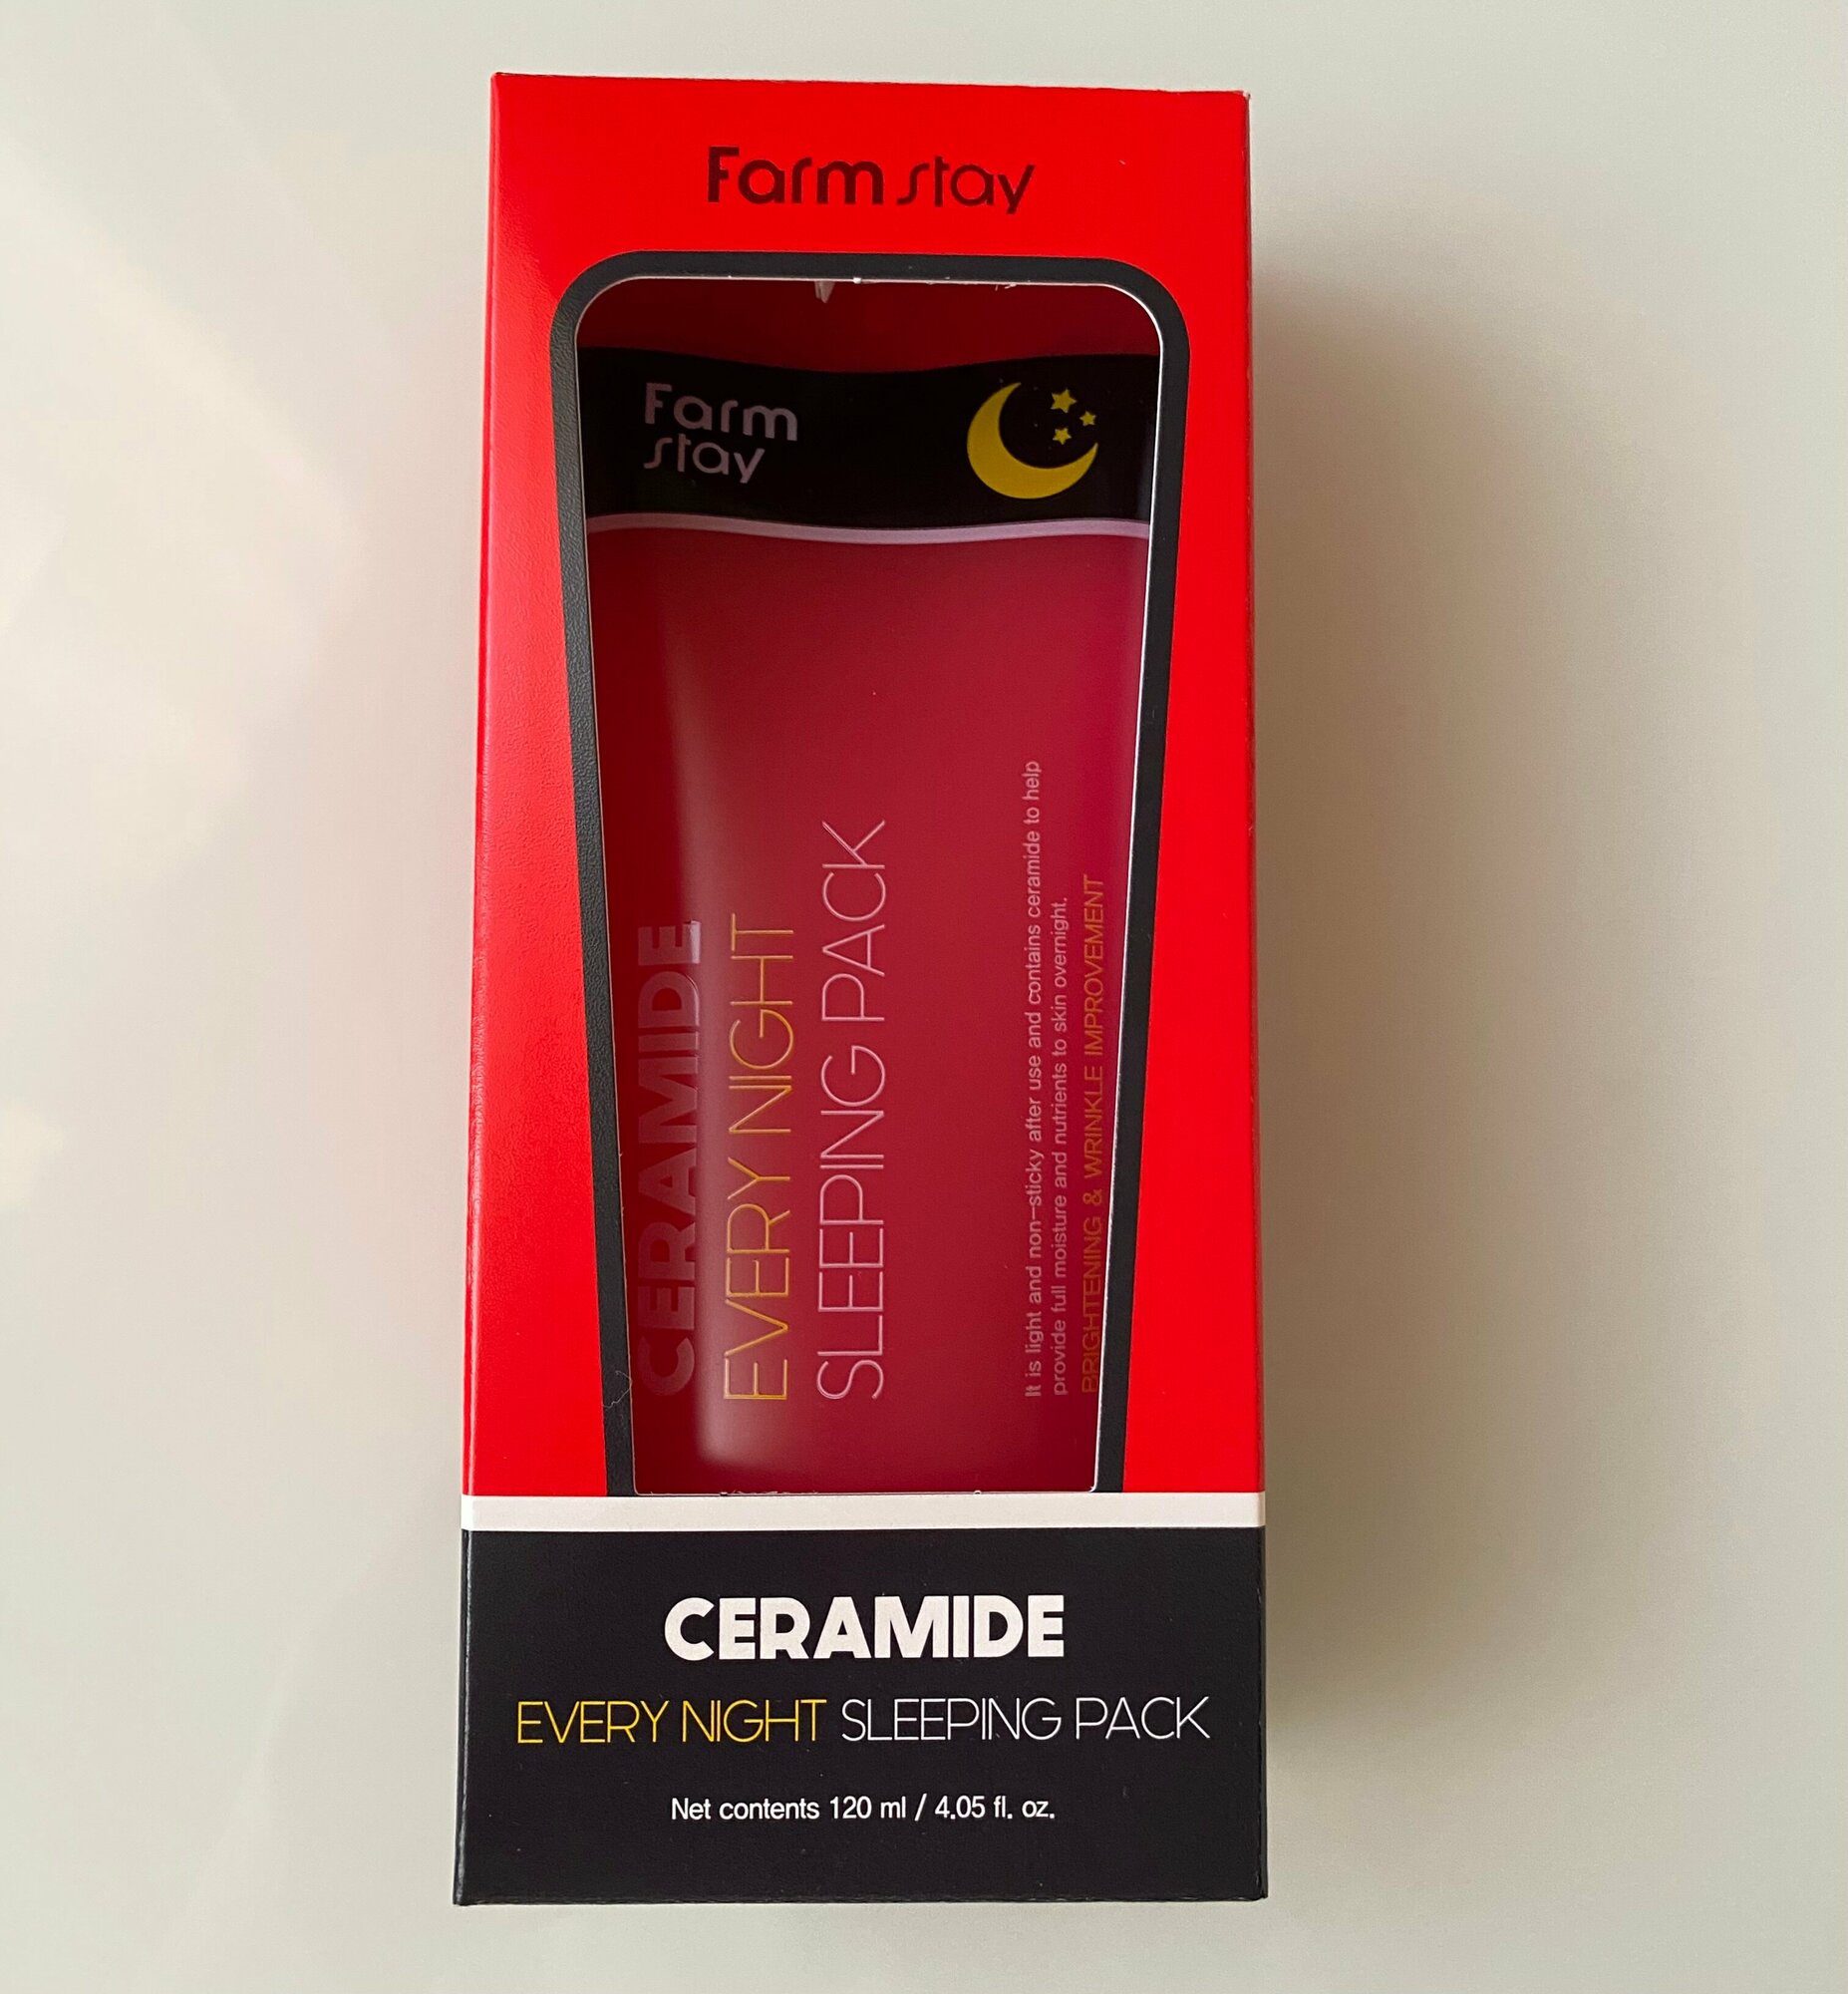 Farm stay
Farm
stay
CERAMIDE
EVERY NIGHT
SLEEPING PACK
It is light and non-sticky after use and contains ceramide to help
provide full moisture and nutrients to skin overnight.
BRIGHTENING & WRINKLE IMPROVEMENT
CERAMIDE
EVERY NIGHT SLEEPING PACK
Net contents 120 ml / 4.05 fl. oz.